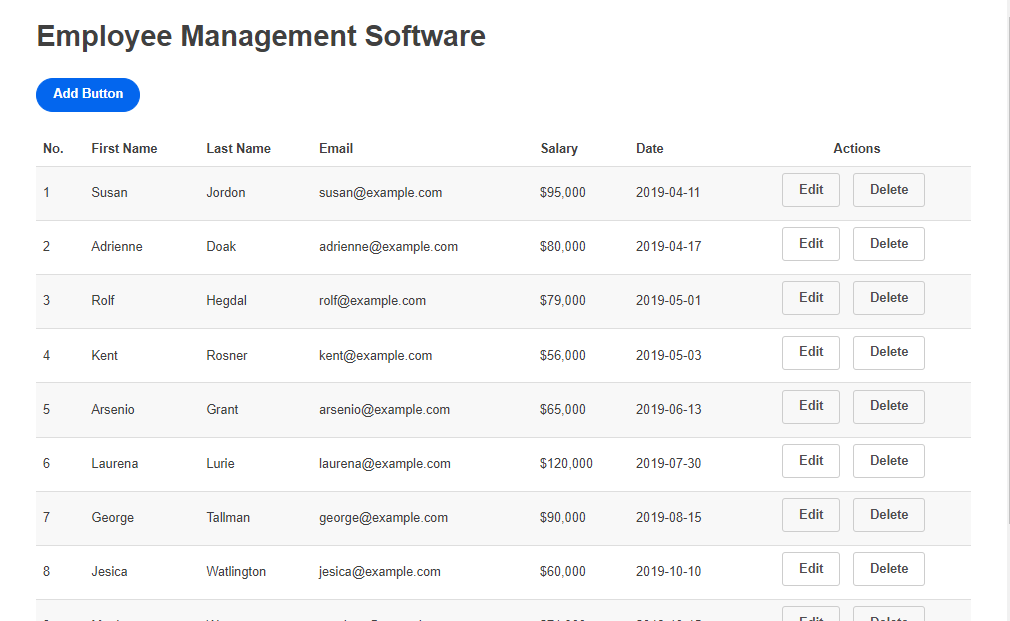 Employee Management Software
Add Button
No. First Name Last Name Email Salary Date Actions
1 Susan Jordon susan@example.com $95,000 2019-04-11 Edit Delete
2 Adrienne Doak adrienne@example.com $80,000 2019-04-17 Edit Delete
3 Rolf Hegdal rolf@example.com $79,000 2019-05-01 Edit Delete
4 Kent Rosner kent@example.com $56,000 2019-05-03 Edit Delete
5 Arsenio Grant arsenio@example.com $65,000 2019-06-13 Edit Delete
6 Laurena Lurie laurena@example.com $120,000 2019-07-30 Edit Delete
7 George Tallman george@example.com $90,000 2019-08-15 Edit Delete
8 Jesica Watlington jesica@example.com $60,000 2019-10-10 Edit Delete
Edit Delete